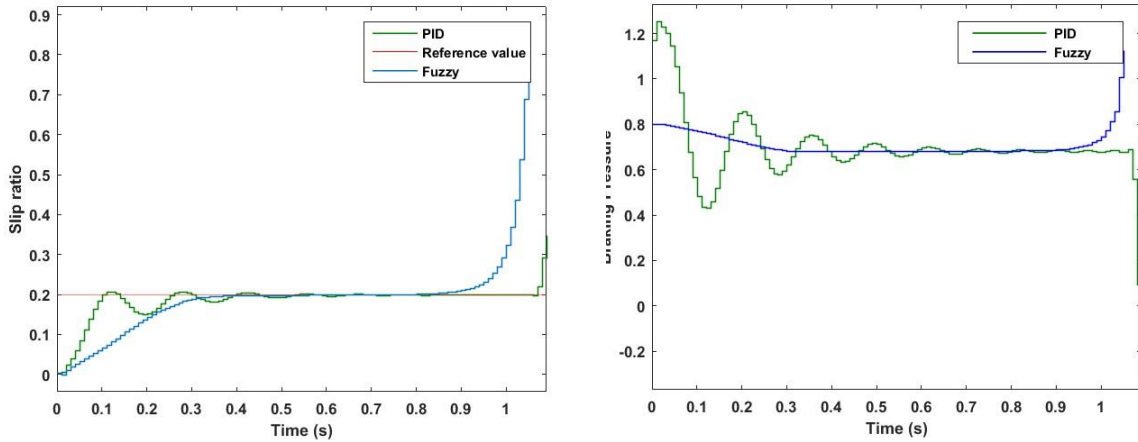 0.9
0.8
0.7
0.6
0.5
0.4
0.3
0.2
0.1
0
Slip ratio
PID
Reference value
Fuzzy
0 0.1 0.2 0.3 0.4 0.5 0.6 0.7 0.8 0.9 1
Time (s)
1.2
1
0.8
0.6
0.4
0.2
0
-0.2
Braking Pressure
PID
Fuzzy
0 0.1 0.2 0.3 0.4 0.5 0.6 0.7 0.8 0.9 1
Time (s)